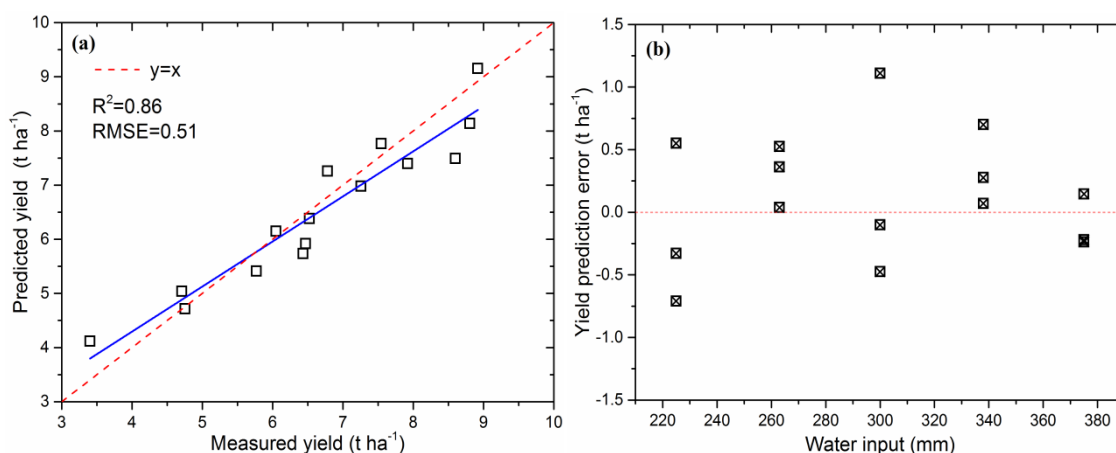 (a)
y=x
R²=0.86
RMSE=0.51
Predicted yield (t ha⁻¹)
10
9
8
7
6
5
4
3
3 4 5 6 7 8 9 10
Measured yield (t ha⁻¹)
(b)
Yield prediction error (t ha⁻¹)
1.5
1.0
0.5
0.0
-0.5
-1.0
-1.5
220 240 260 280 300 320 340 360 380
Water input (mm)